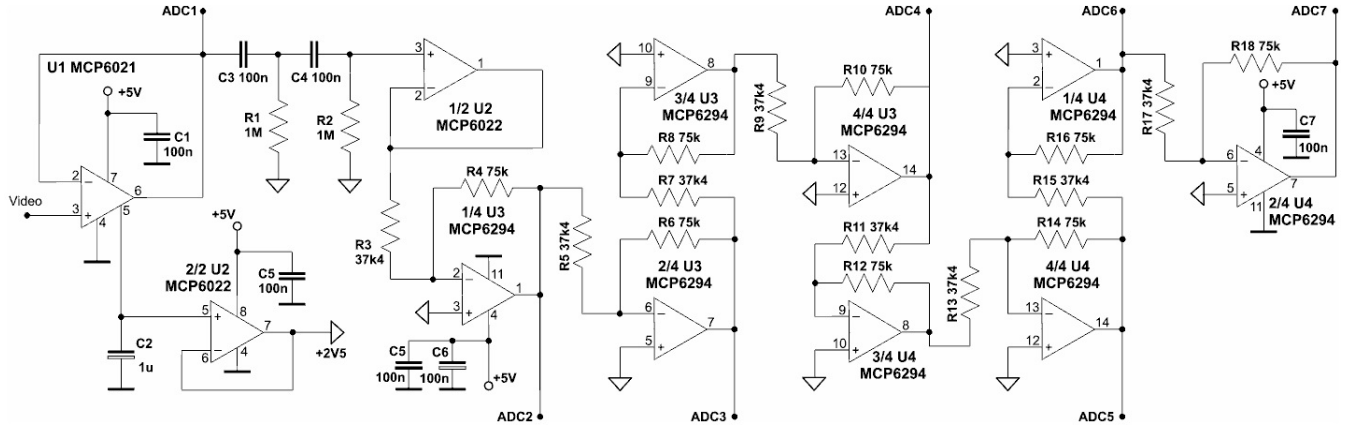 ADC1
ADC4
ADC6
ADC7
U1 MCP6021
+5V
C1
100n
7
2
6
Video
3
5
4
C3 100n
C4 100n
R1
1M
R2
1M
3
1
2
1/2 U2
MCP6022
+5V
C5
100n
2/2 U2
MCP6022
5
8
7
6
4
+2V5
C2
1u
R3
37k4
R4 75k
1/4 U3
MCP6294
2
11
1
3
4
C5
100n
C6
100n
+5V
ADC2
R5 37k4
10
8
9
3/4 U3
MCP6294
R8 75k
R7 37k4
R6 75k
2/4 U3
MCP6294
6
7
5
ADC3
R9 37k4
R10 75k
4/4 U3
MCP6294
13
14
12
R11 37k4
R12 75k
9
8
10
3/4 U4
MCP6294
R13 37k4
3
1
2
1/4 U4
MCP6294
R16 75k
R15 37k4
R14 75k
4/4 U4
MCP6294
13
14
12
ADC5
R17 37k4
R18 75k
+5V
C7
100n
4
6
7
5
11
2/4 U4
MCP6294